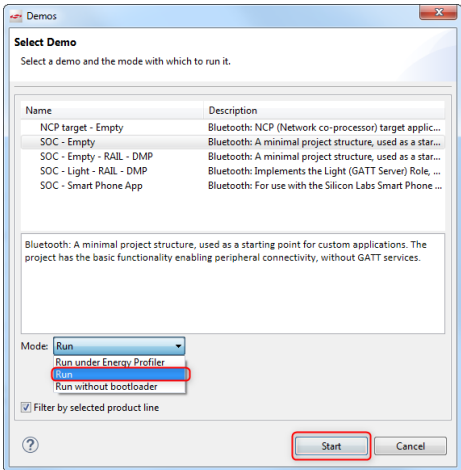 Demos
Select Demo
Select a demo and the mode with which to run it.
Name Description
NCP target - Empty Bluetooth: NCP (Network co-processor) target applic...
SOC - Empty Bluetooth: A minimal project structure, used as a star...
SOC - Empty - RAIL - DMP Bluetooth: A minimal project structure, used as a star...
SOC - Light - RAIL - DMP Bluetooth: Implements the Light (GATT Server) Role, ...
SOC - Smart Phone App Bluetooth: For use with the Silicon Labs Smart Phone ...
Bluetooth: A minimal project structure, used as a starting point for custom applications. The
project has the basic functionality enabling peripheral connectivity, without GATT services.
Mode: Run
Run under Energy Profiler
Run
Run without bootloader
Filter by selected product line
? Start Cancel